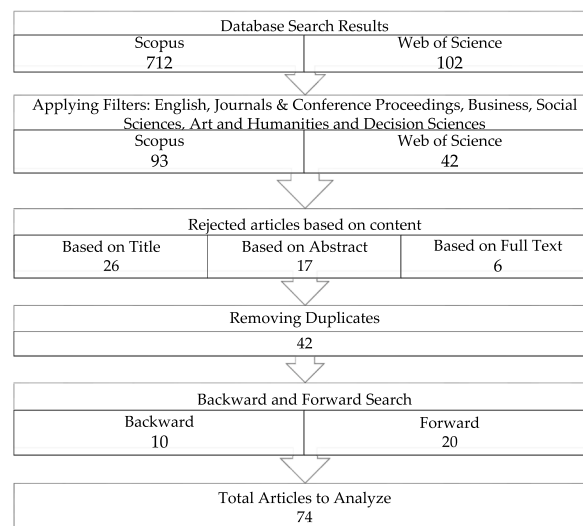 Database Search Results
Scopus Web of Science
712 102
Applying Filters: English, Journals & Conference Proceedings, Business, Social
Sciences, Art and Humanities and Decision Sciences
Scopus Web of Science
93 42
Rejected articles based on content
Based on Title Based on Abstract Based on Full Text
26 17 6
Removing Duplicates
42
Backward and Forward Search
Backward Forward
10 20
Total Articles to Analyze
74